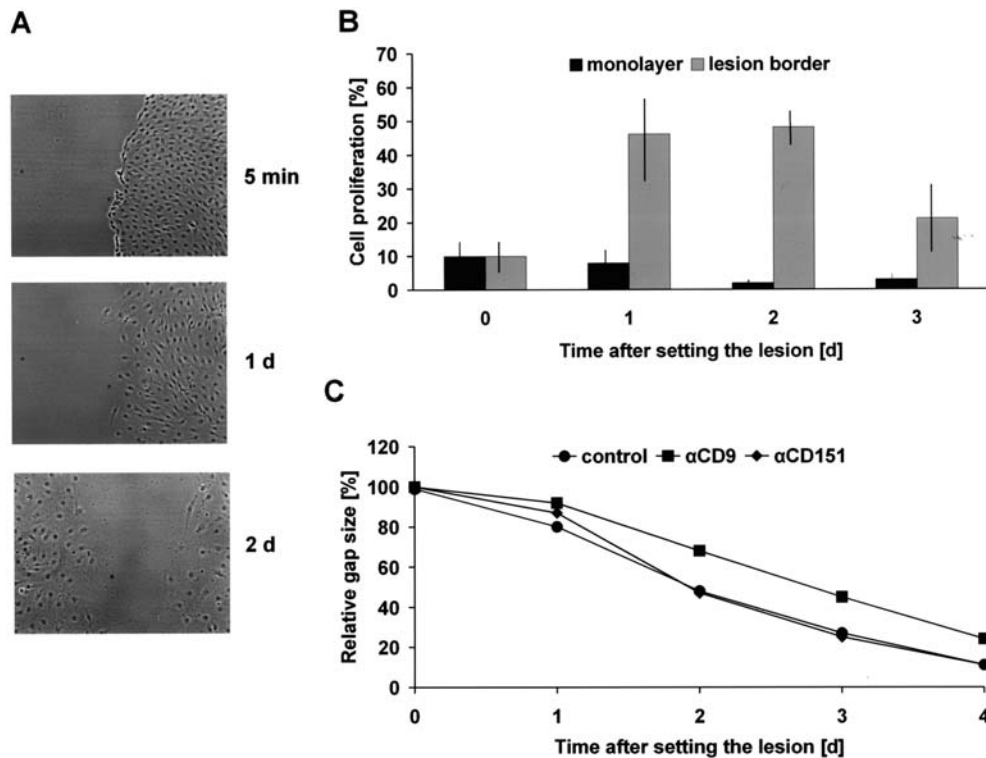 A
5 min
1 d
2 d
B
monolayer lesion border
Cell proliferation [%]
70
60
50
40
30
20
10
0
0 1 2 3
Time after setting the lesion [d]
C
control αCD9 αCD151
Relative gap size [%]
120
100
80
60
40
20
0
0 1 2 3 4
Time after setting the lesion [d]